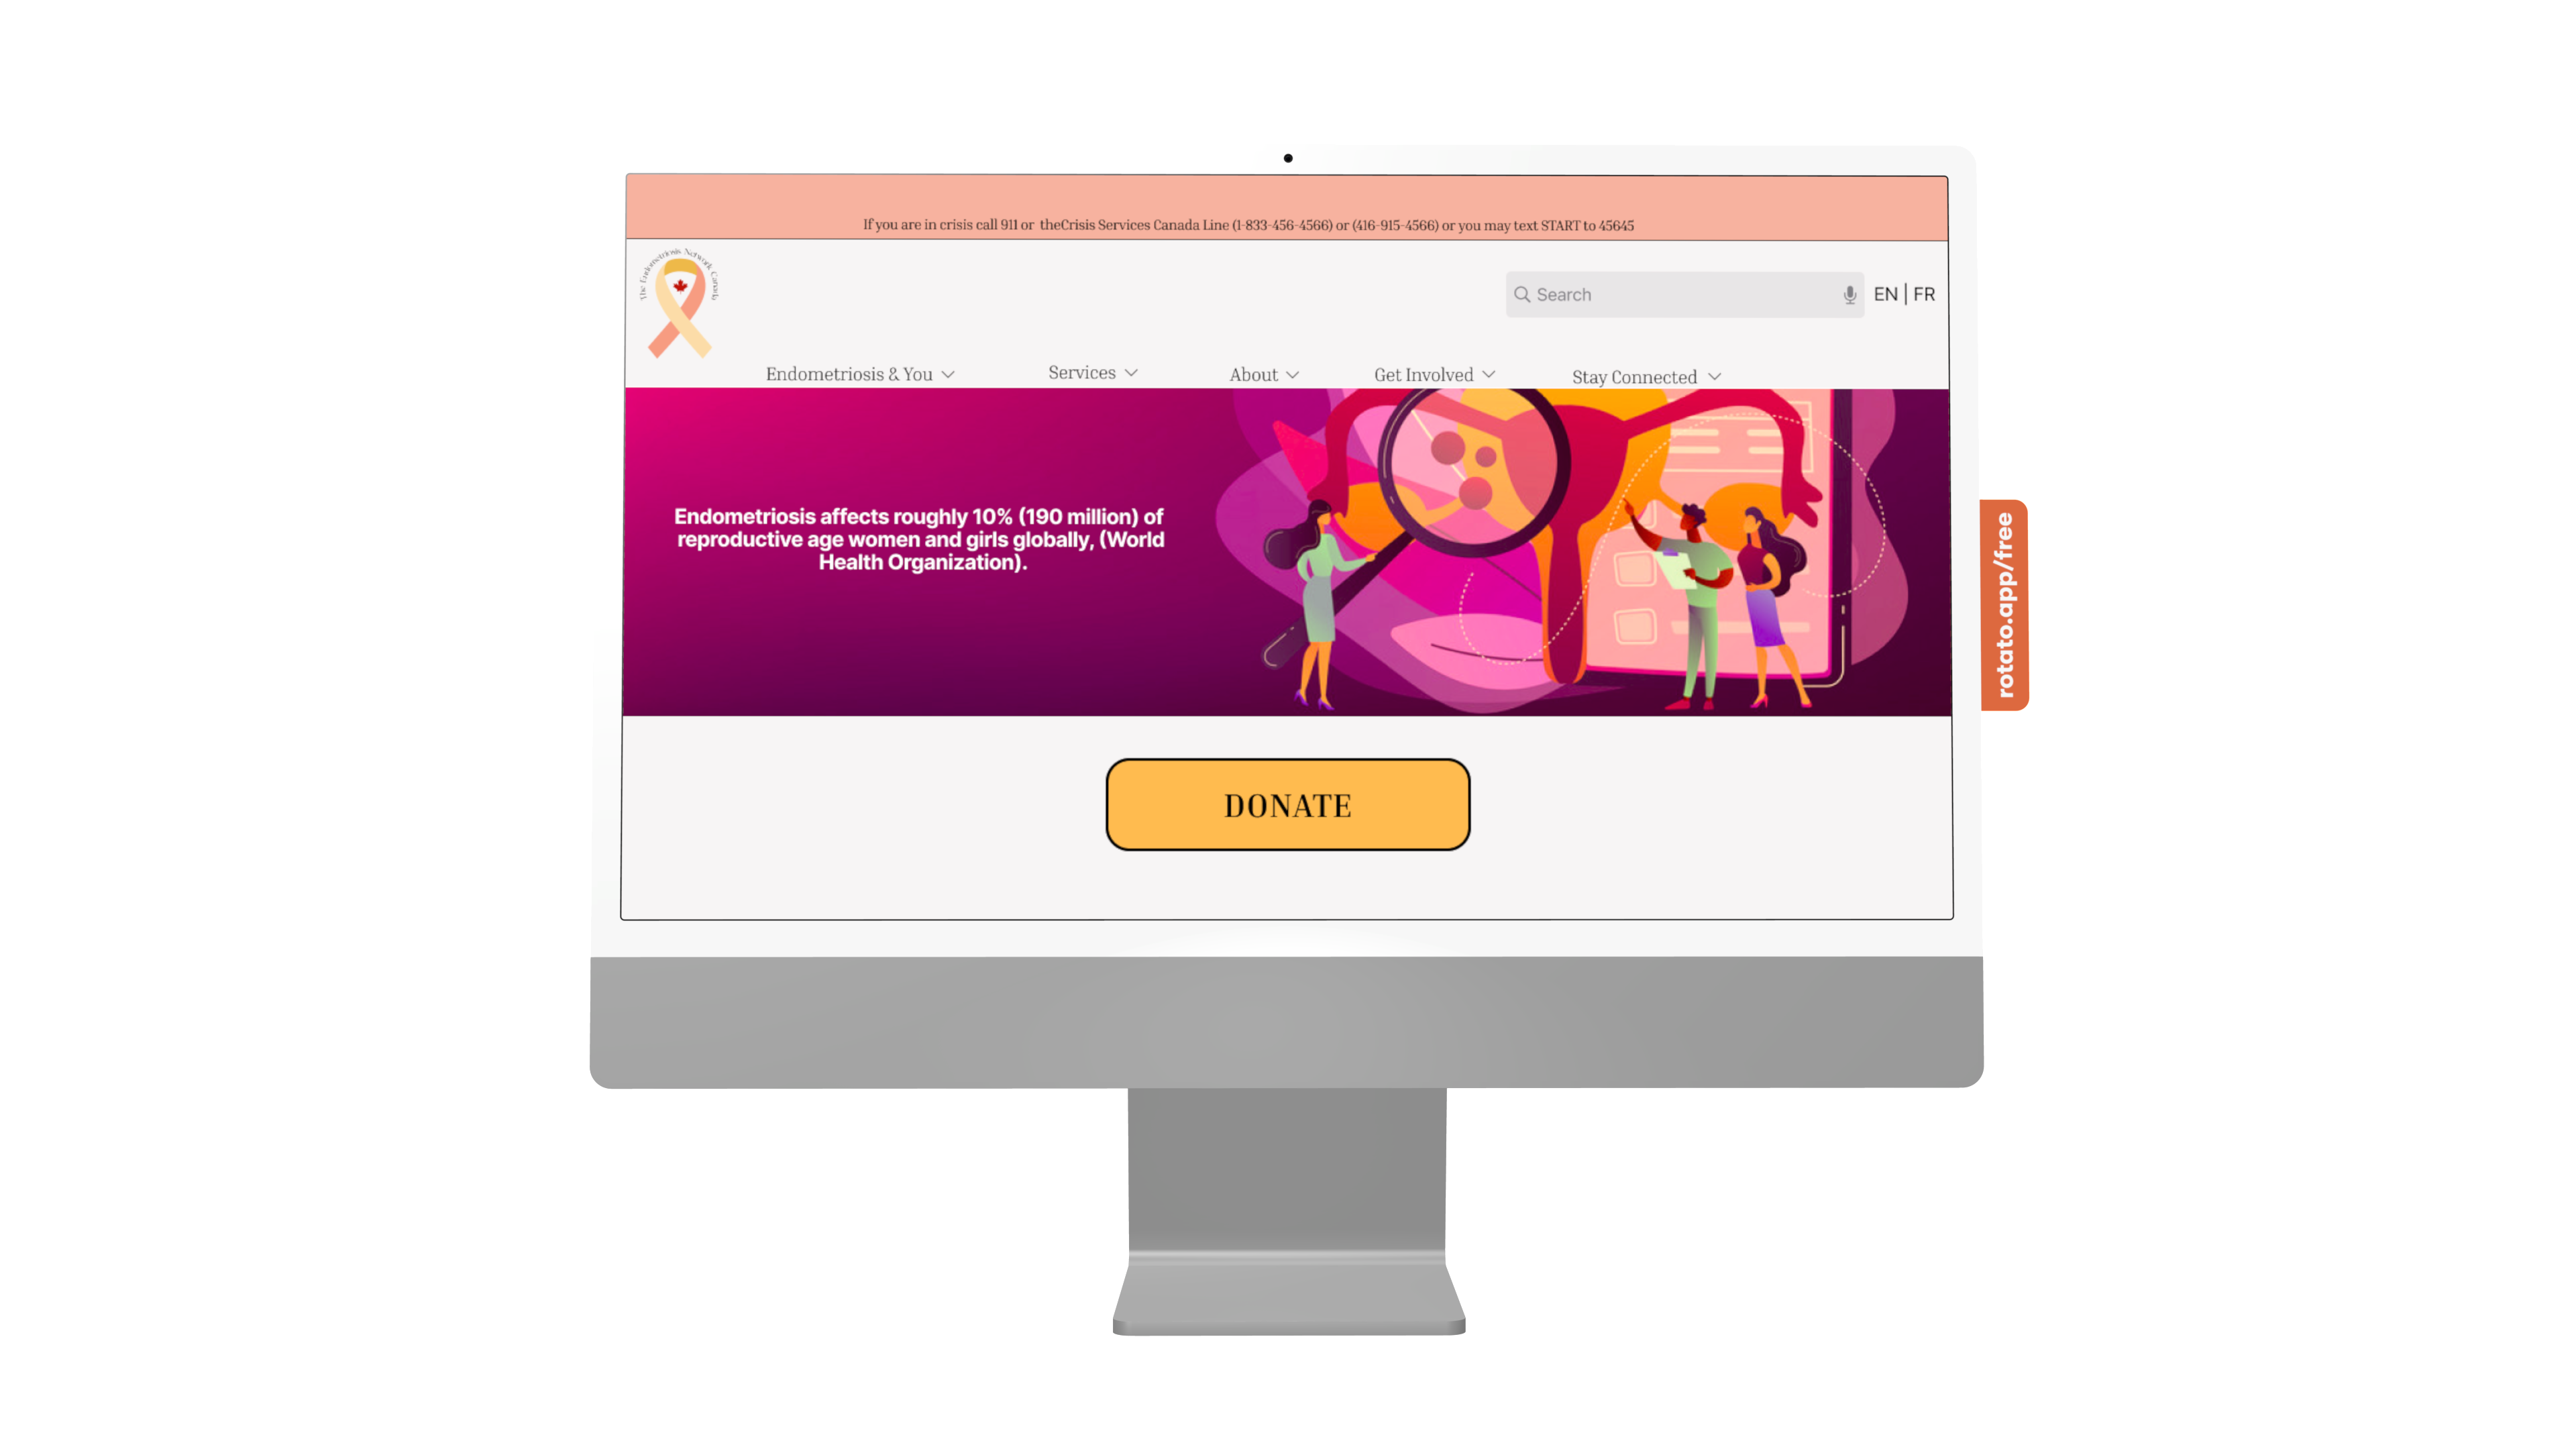 If you are in crisis call 911 or theCrisis Services Canada Line (1-833-456-4566) or (416-915-4566) or you may text START to 45645
The Endometriosis Network Canada
Search
EN | FR
Endometriosis & You
Services
About
Get Involved
Stay Connected
Endometriosis affects roughly 10% (190 million) of
reproductive age women and girls globally, (World
Health Organization).
DONATE
rotato.app/free